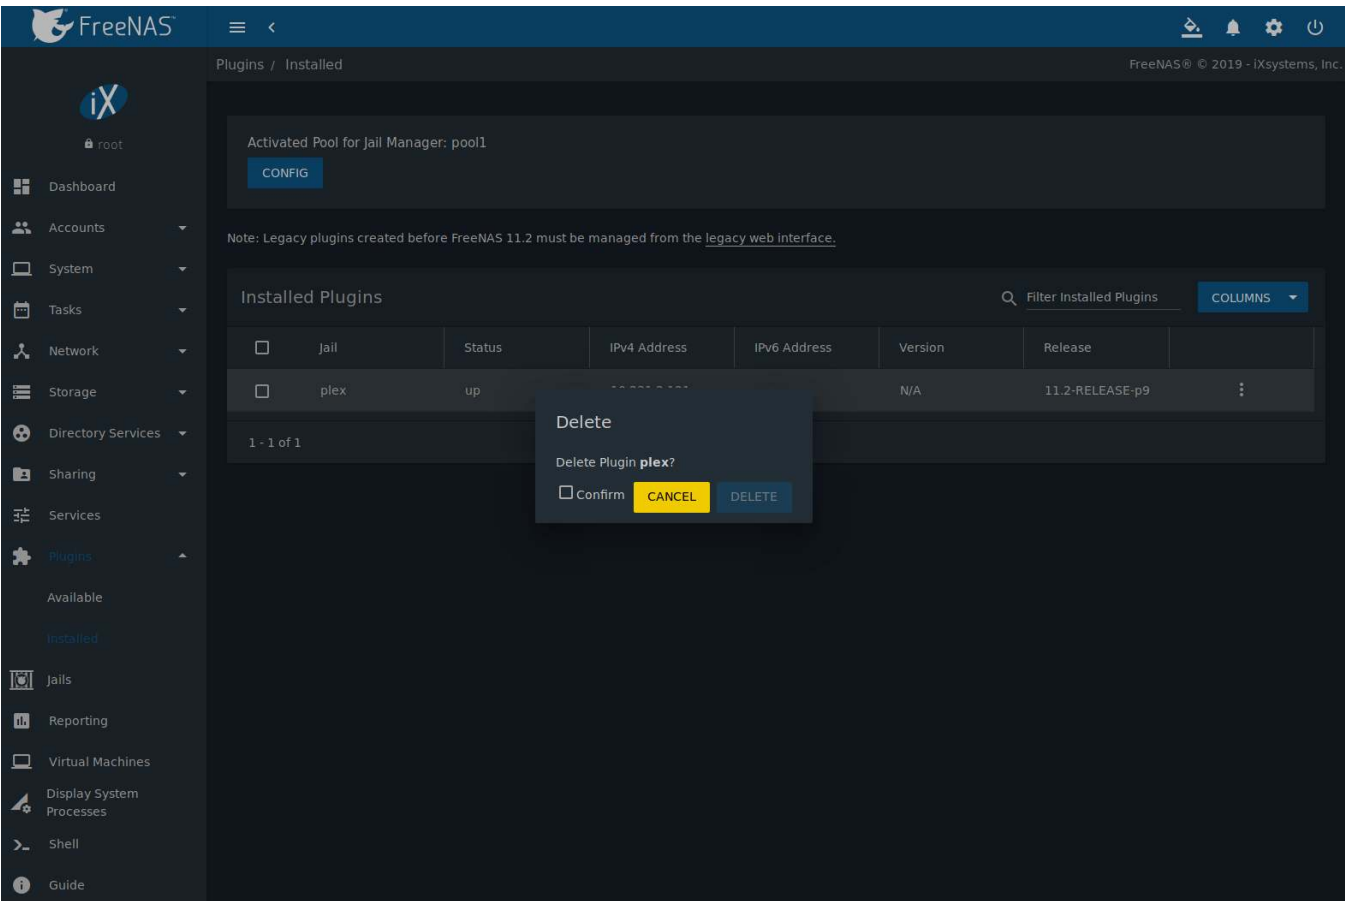 FreeNAS™
Plugins / Installed
FreeNAS® © 2019 - iXsystems, Inc.
iX
root
Dashboard
Accounts
System
Tasks
Network
Storage
Directory Services
Sharing
Services
Plugins
Available
Installed
Jails
Reporting
Virtual Machines
Display System
Processes
Shell
Guide
Activated Pool for Jail Manager: pool1
CONFIG
Note: Legacy plugins created before FreeNAS 11.2 must be managed from the legacy web interface.
Installed Plugins
Filter Installed Plugins
COLUMNS
Jail Status IPv4 Address IPv6 Address Version Release
plex up N/A 11.2-RELEASE-p9
1 - 1 of 1
Delete
Delete Plugin plex?
Confirm CANCEL DELETE